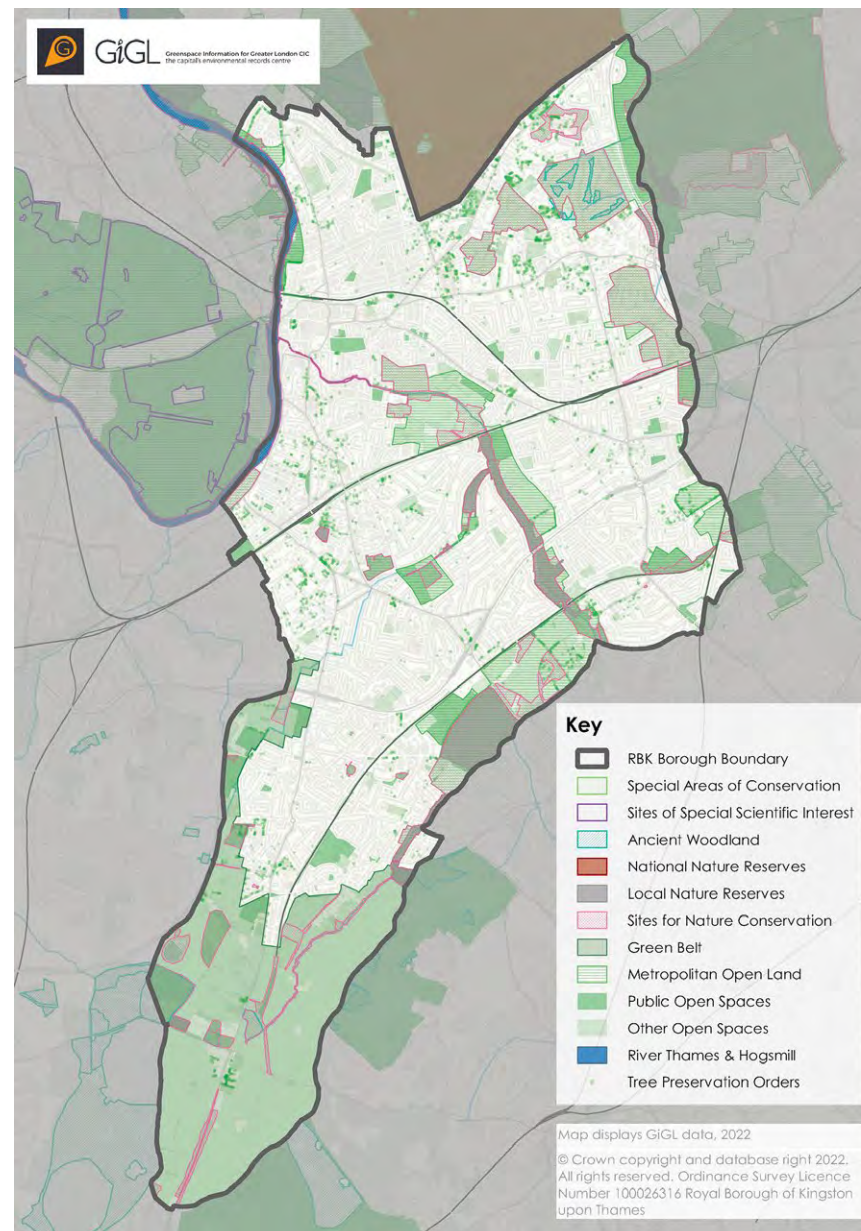 GiGL
Greenspace Information for Greater London CIC
the capital's environmental records centre
Key
RBK Borough Boundary
Special Areas of Conservation
Sites of Special Scientific Interest
Ancient Woodland
National Nature Reserves
Local Nature Reserves
Sites for Nature Conservation
Green Belt
Metropolitan Open Land
Public Open Spaces
Other Open Spaces
River Thames & Hogsmill
Tree Preservation Orders
Map displays GiGL data, 2022
© Crown copyright and database right 2022.
All rights reserved. Ordinance Survey Licence
Number 100026316 Royal Borough of Kingston
upon Thames